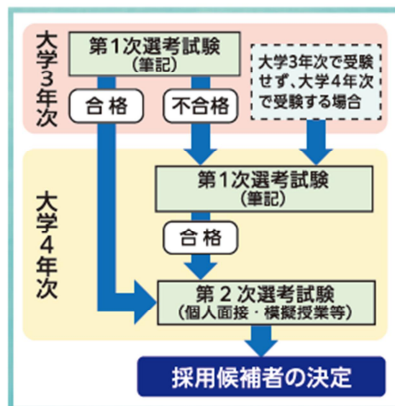 大学3年次
第1次選考試験
(筆記)
合格
不合格
大学3年次で受験
せず、大学4年次
で受験する場合
大学4年次
第1次選考試験
(筆記)
合格
第2次選考試験
(個人面接・模擬授業等)
採用候補者の決定